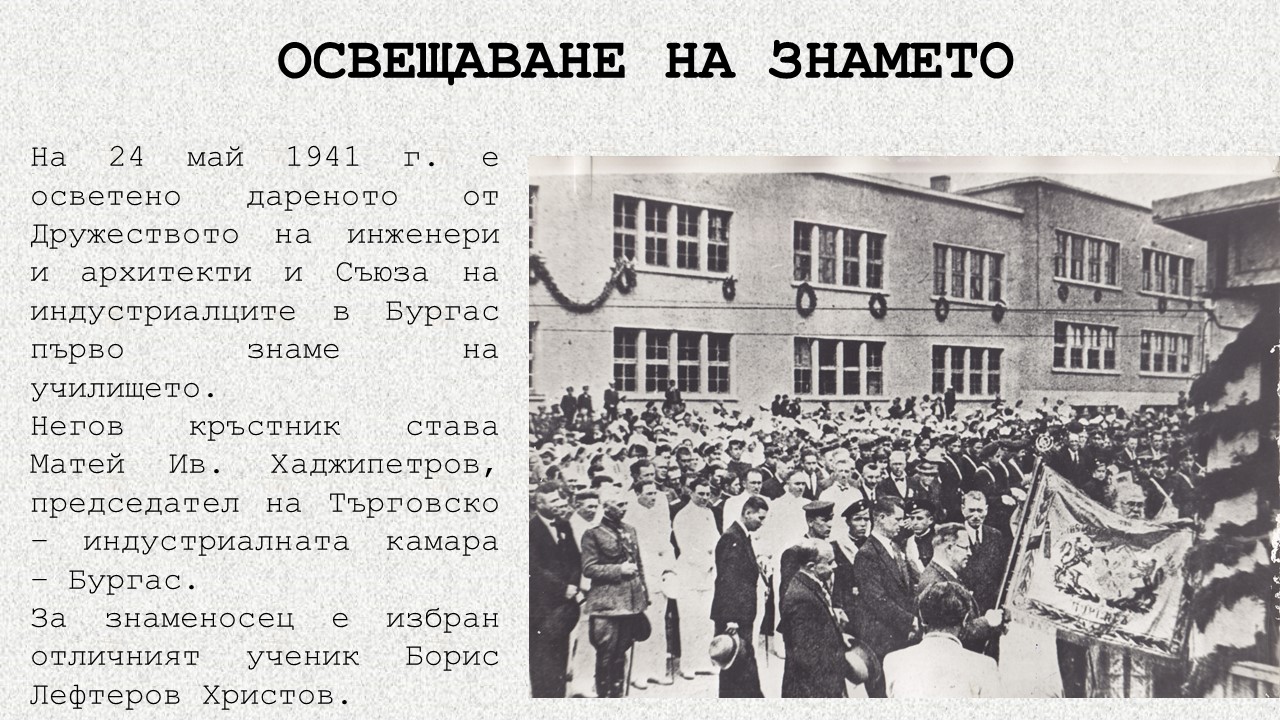 ОСВЕЩАВАНЕ НА ЗНАМЕТО
На 24 май 1941 г. е
осветено дареното от
Дружеството на инженери
и архитекти и Съюза на
индустриалците в Бургас
първо знаме на
училището.
Негов кръстник става
Матей Ив. Хаджипетров,
председател на Търговско
– индустриалната камара
– Бургас.
За знаменосец е избран
отличният ученик Борис
Лефтеров Христов.